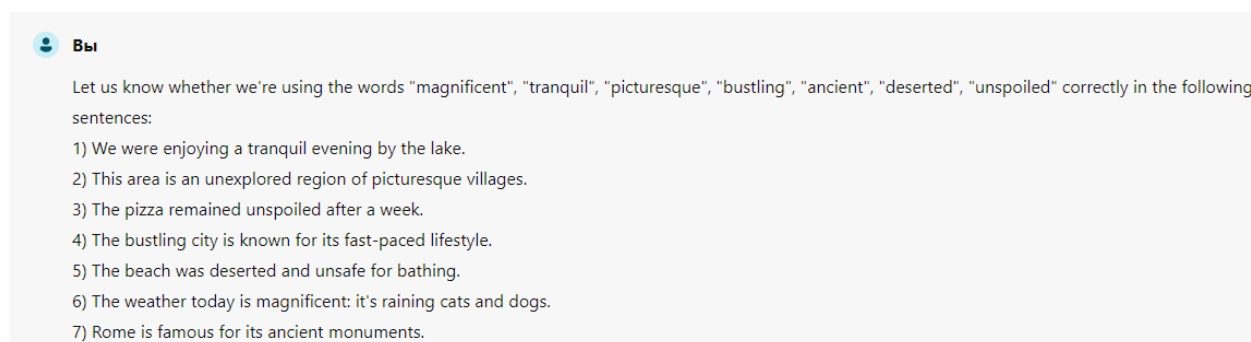 Вы
Let us know whether we're using the words "magnificent", "tranquil", "picturesque", "bustling", "ancient", "deserted", "unspoiled" correctly in the following
sentences:
1) We were enjoying a tranquil evening by the lake.
2) This area is an unexplored region of picturesque villages.
3) The pizza remained unspoiled after a week.
4) The bustling city is known for its fast-paced lifestyle.
5) The beach was deserted and unsafe for bathing.
6) The weather today is magnificent: it's raining cats and dogs.
7) Rome is famous for its ancient monuments.